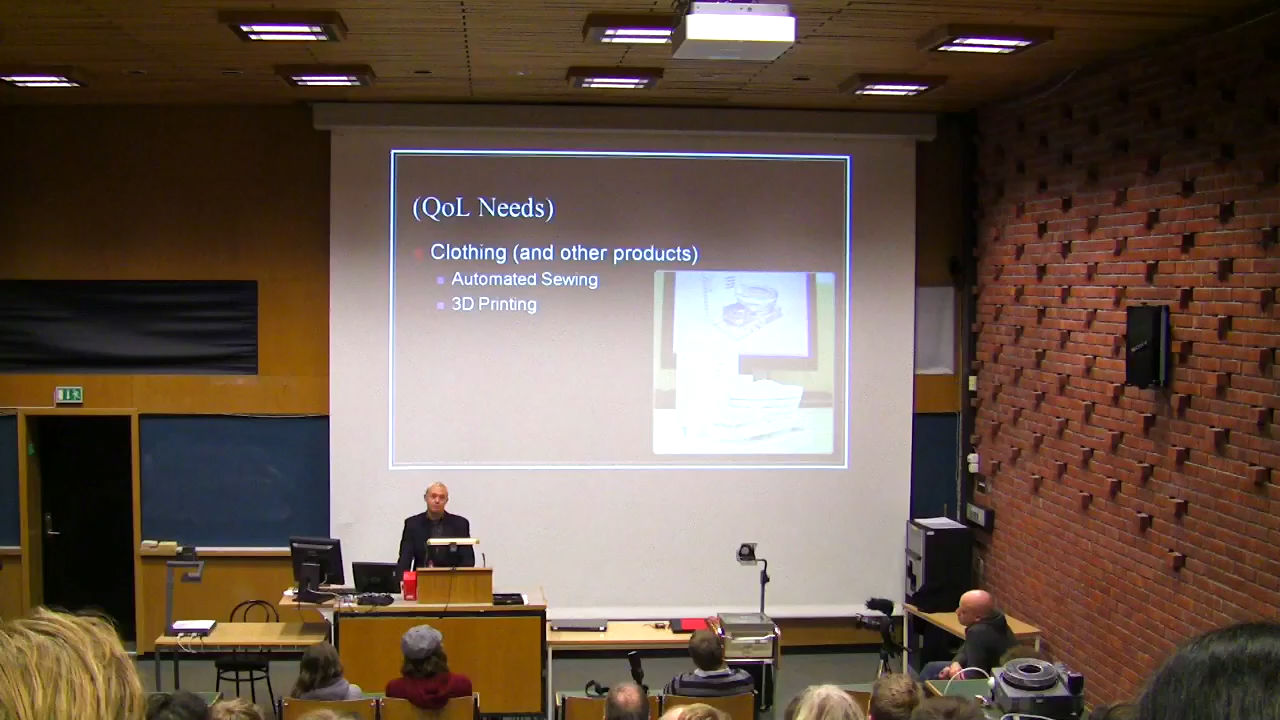 (QoL Needs)
Clothing (and other products)
Automated Sewing
3D Printing